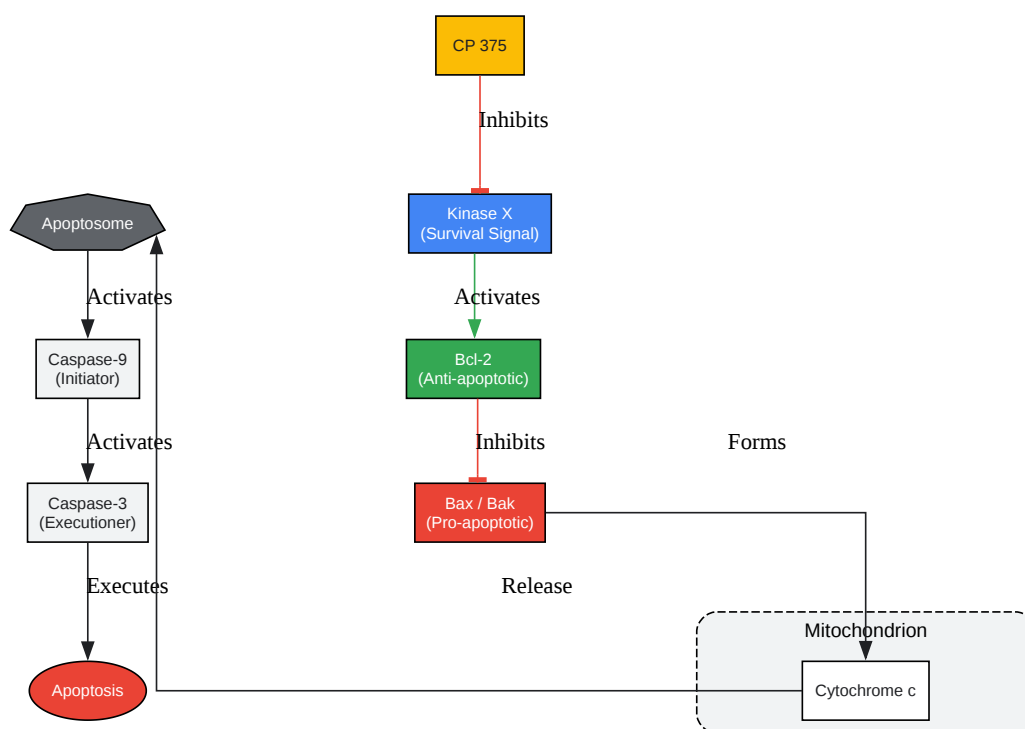 CP 375
Inhibits
Kinase X
(Survival Signal)
Apoptosome
Activates
Activates
Caspase-9
(Initiator)
Bcl-2
(Anti-apoptotic)
Activates
Inhibits
Forms
Caspase-3
(Executioner)
Bax / Bak
(Pro-apoptotic)
Executes
Release
Mitochondrion
Apoptosis
Cytochrome c